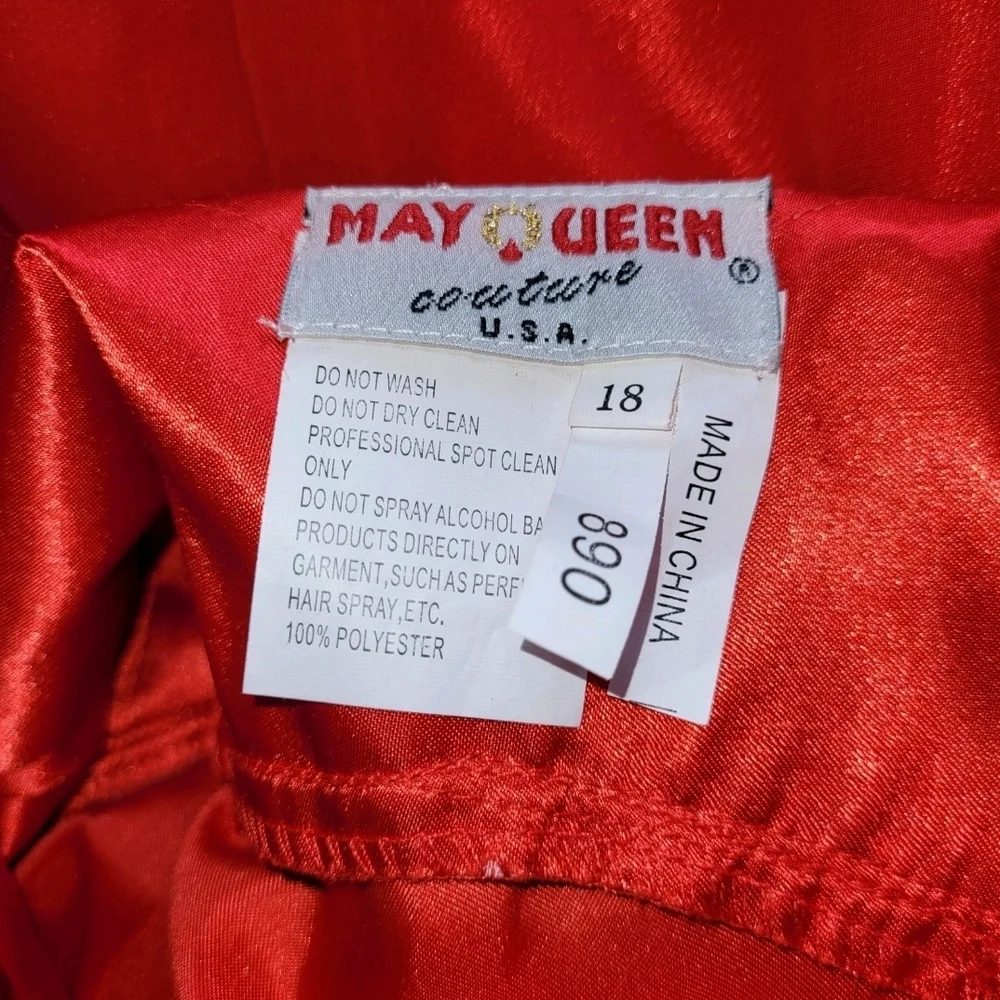 MAY QUEEN
couture ®
U.S.A.
DO NOT WASH
DO NOT DRY CLEAN
PROFESSIONAL SPOT CLEAN
ONLY
DO NOT SPRAY ALCOHOL
PRODUCTS DIRECTLY ON
GARMENT,SUCH AS
HAIR SPRAY,ETC.
100% POLYESTER
18
890
MADE IN CHINA